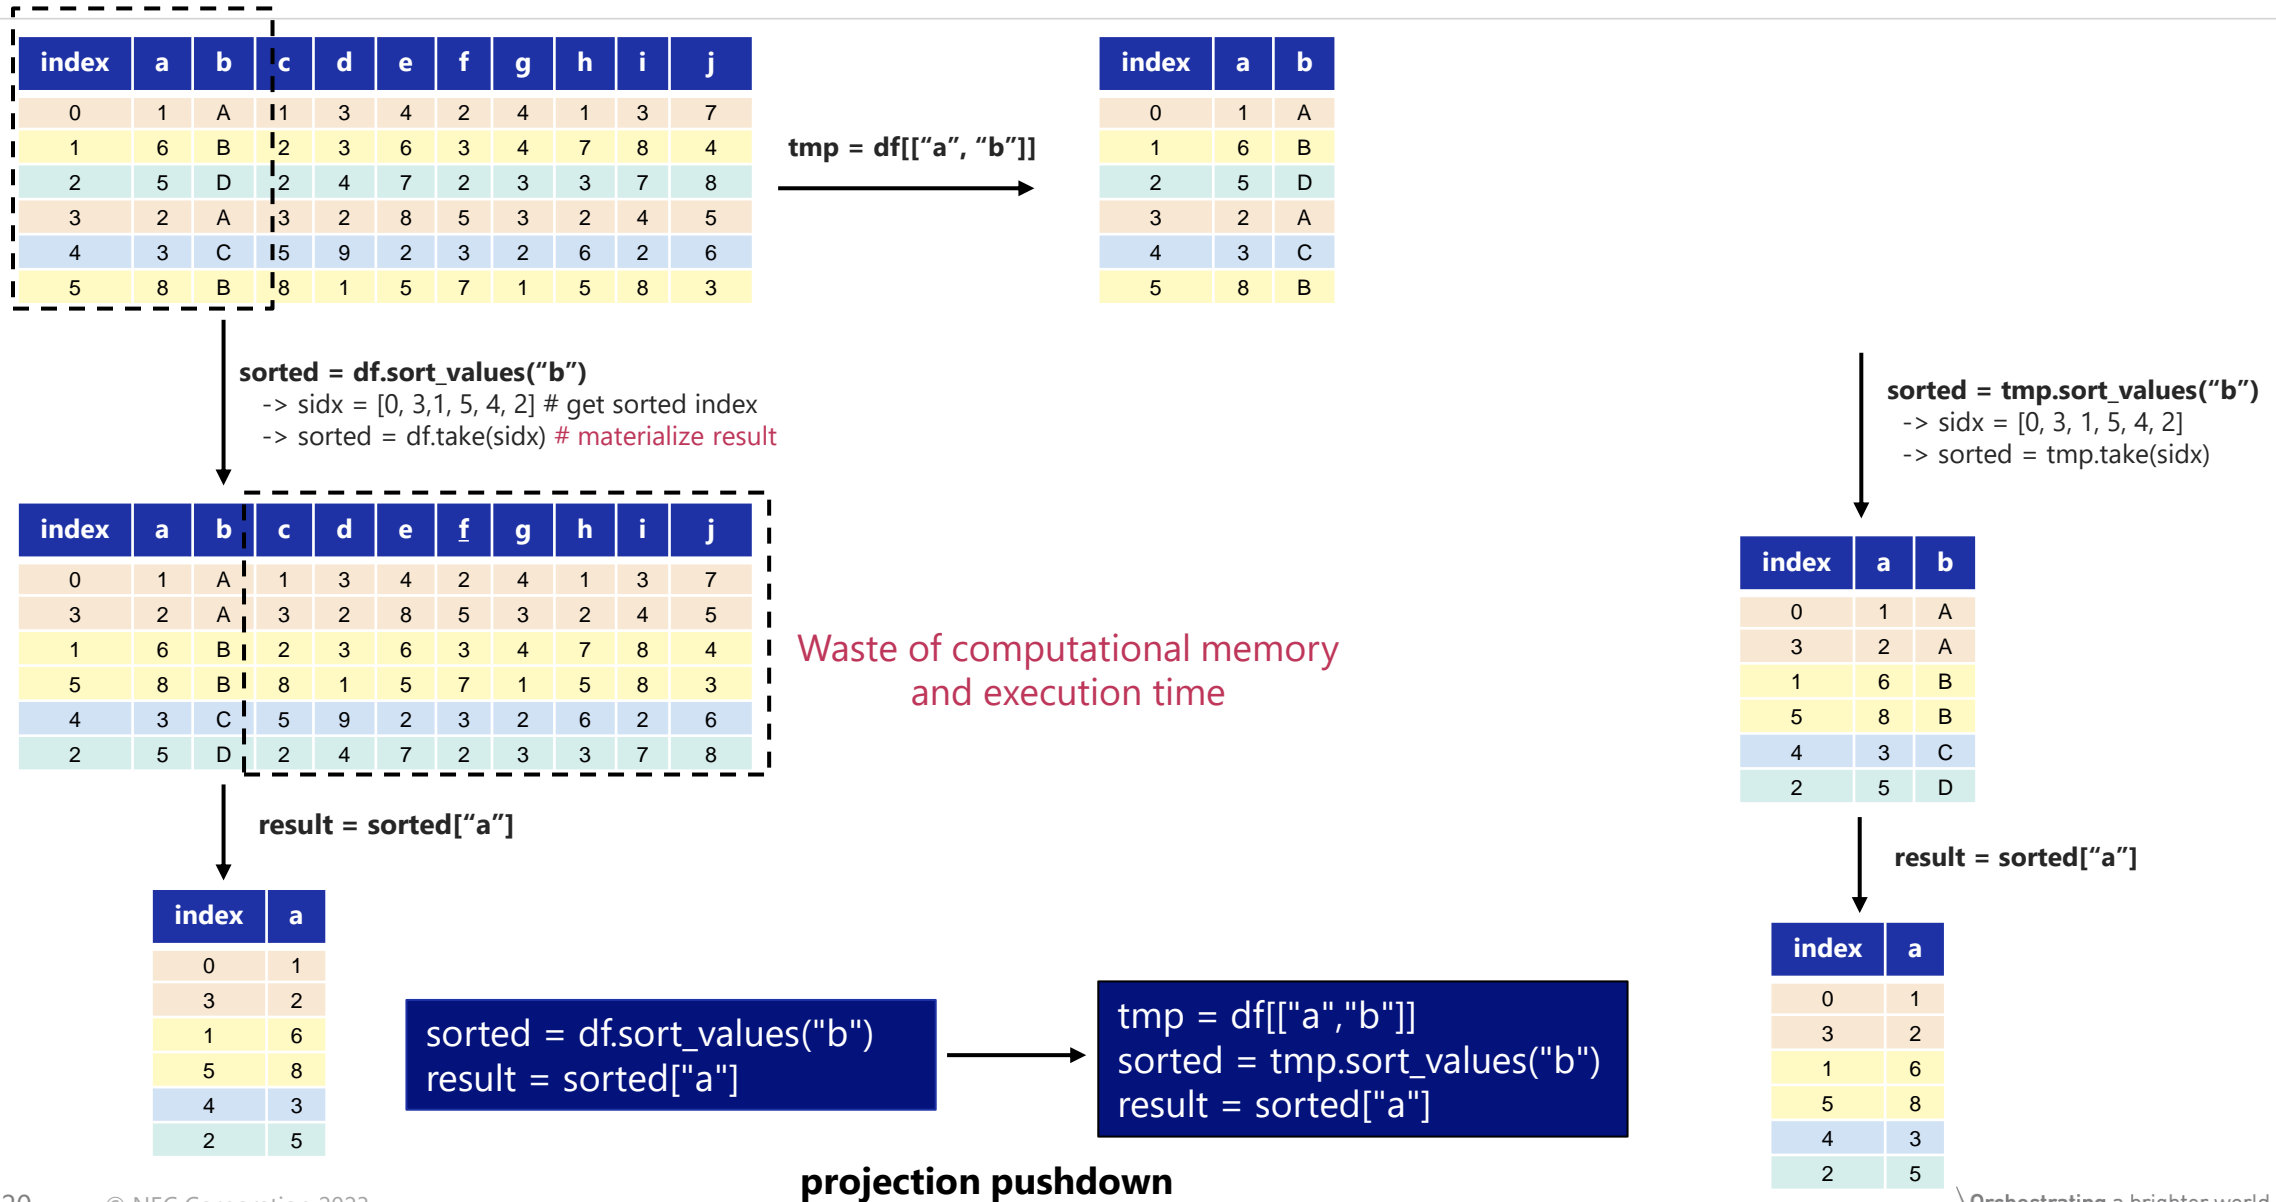 index a b c d e f g h i j
0 1 A 1 3 4 2 4 1 3 7
1 6 B 2 3 6 3 4 7 8 4
2 5 D 2 4 7 2 3 3 7 8
3 2 A 3 2 8 5 3 2 4 5
4 3 C 5 9 2 3 2 6 2 6
5 8 B 8 1 5 7 1 5 8 3
tmp = df[[“a”, “b”]]
index a b
0 1 A
1 6 B
2 5 D
3 2 A
4 3 C
5 8 B
sorted = df.sort_values(“b”)
-> sidx = [0, 3,1, 5, 4, 2] # get sorted index
-> sorted = df.take(sidx) # materialize result
sorted = tmp.sort_values(“b”)
-> sidx = [0, 3, 1, 5, 4, 2]
-> sorted = tmp.take(sidx)
index a b c d e f g h i j
0 1 A 1 3 4 2 4 1 3 7
3 2 A 3 2 8 5 3 2 4 5
1 6 B 2 3 6 3 4 7 8 4
5 8 B 8 1 5 7 1 5 8 3
4 3 C 5 9 2 3 2 6 2 6
2 5 D 2 4 7 2 3 3 7 8
Waste of computational memory
and execution time
index a b
0 1 A
3 2 A
1 6 B
5 8 B
4 3 C
2 5 D
result = sorted[“a”]
result = sorted[“a”]
index a
0 1
3 2
1 6
5 8
4 3
2 5
sorted = df.sort_values("b")
result = sorted["a"]
tmp = df[["a","b"]]
sorted = tmp.sort_values("b")
result = sorted["a"]
index a
0 1
3 2
1 6
5 8
4 3
2 5
projection pushdown
20 © NEC Corporation 2023
Orchestrating a brighter world